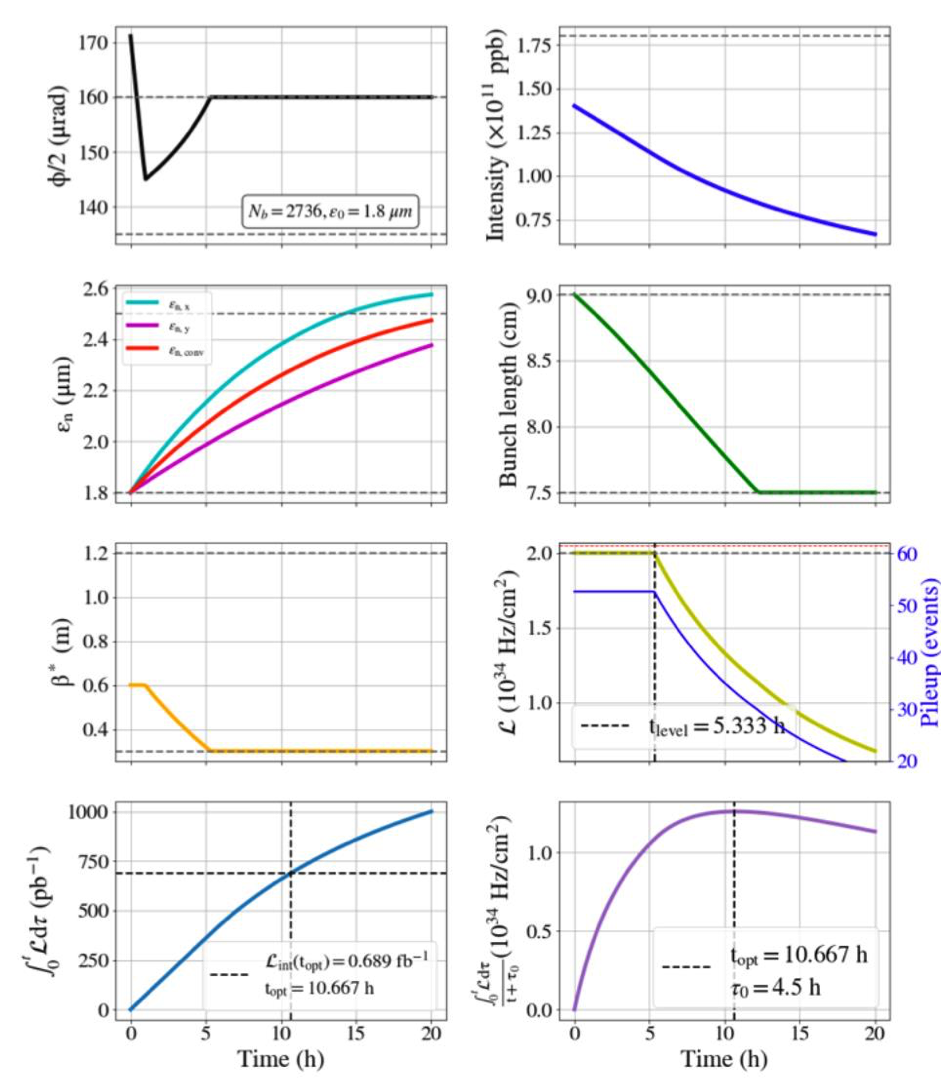 ϕ/2 (μrad)
170
160
150
140
N_b = 2736, ε_0 = 1.8 μm
Intensity (×10^11 ppb)
1.75
1.50
1.25
1.00
0.75
ε_n (μm)
2.6
2.4
2.2
2.0
1.8
ε_n, x
ε_n, y
ε_n, conv
Bunch length (cm)
9.0
8.5
8.0
7.5
β* (m)
1.2
1.0
0.8
0.6
0.4
ℒ (10^34 Hz/cm^2)
2.0
1.5
1.0
t_level = 5.333 h
60
50
40
30
20
Pileup (events)
∫_0^t ℒdτ (pb^−1)
1000
750
500
250
0
ℒ_int(t_opt) = 0.689 fb^−1
t_opt = 10.667 h
0 5 10 15 20
Time (h)
∫_0^t ℒdτ / t + τ_0 (10^34 Hz/cm^2)
1.0
0.5
0.0
t_opt = 10.667 h
τ_0 = 4.5 h
0 5 10 15 20
Time (h)